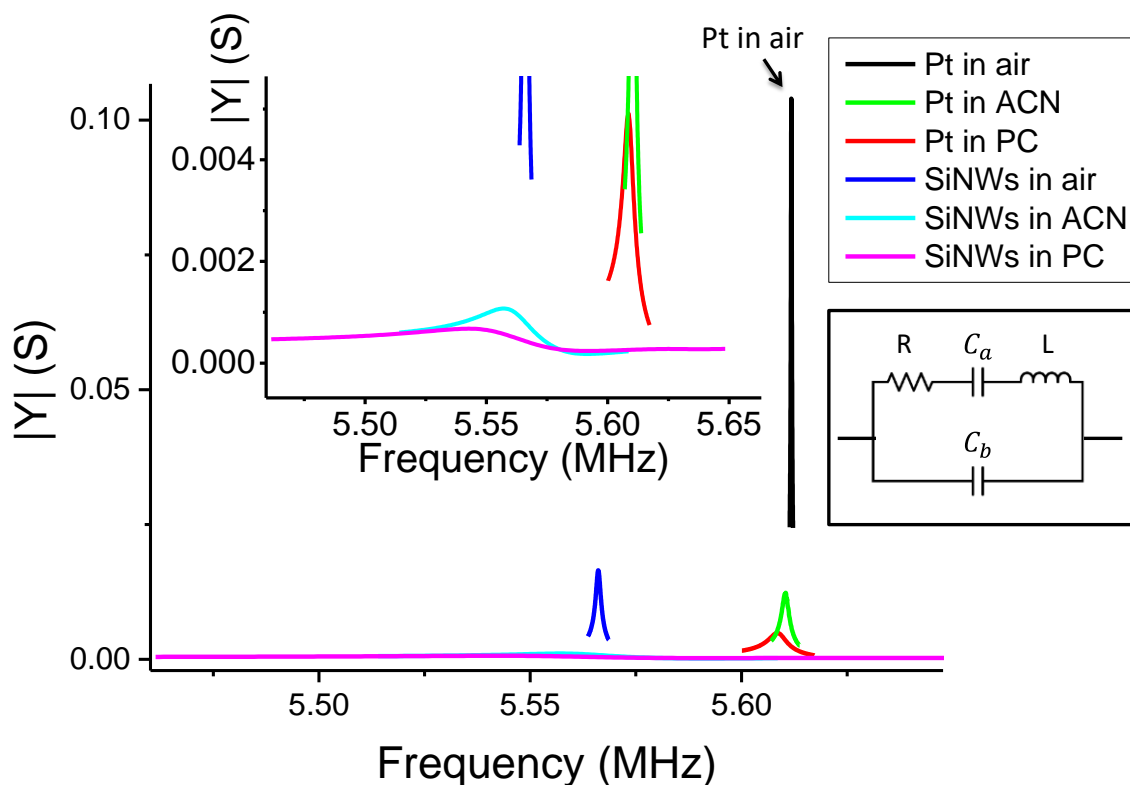 Pt in air
|Y| (S)
0.004
0.002
0.000
5.50 5.55 5.60 5.65
Frequency (MHz)
Pt in air
Pt in ACN
Pt in PC
SiNWs in air
SiNWs in ACN
SiNWs in PC
R C_a L
C_b
|Y| (S)
0.10
0.05
0.00
5.50 5.55 5.60
Frequency (MHz)